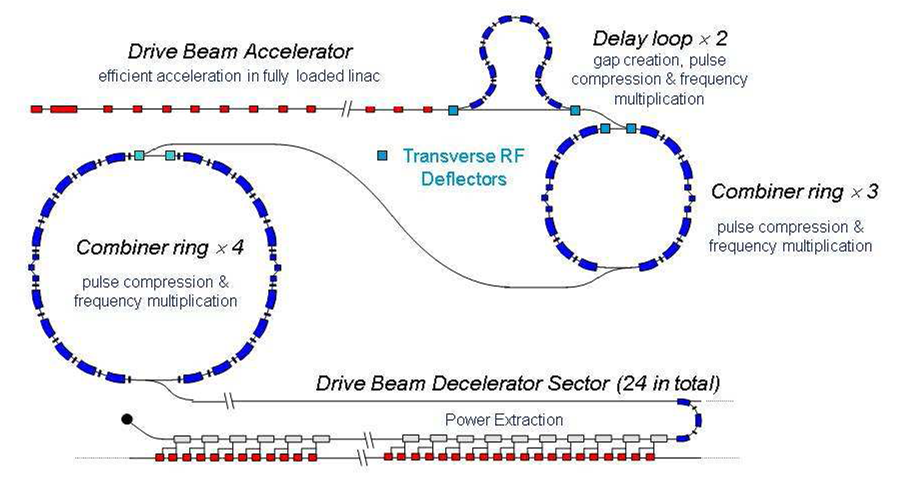 Drive Beam Accelerator
efficient acceleration in fully loaded linac
Delay loop × 2
gap creation, pulse
compression & frequency
multiplication
Transverse RF
Deflectors
Combiner ring × 3
pulse compression &
frequency multiplication
Combiner ring × 4
pulse compression &
frequency multiplication
Drive Beam Decelerator Sector (24 in total)
Power Extraction